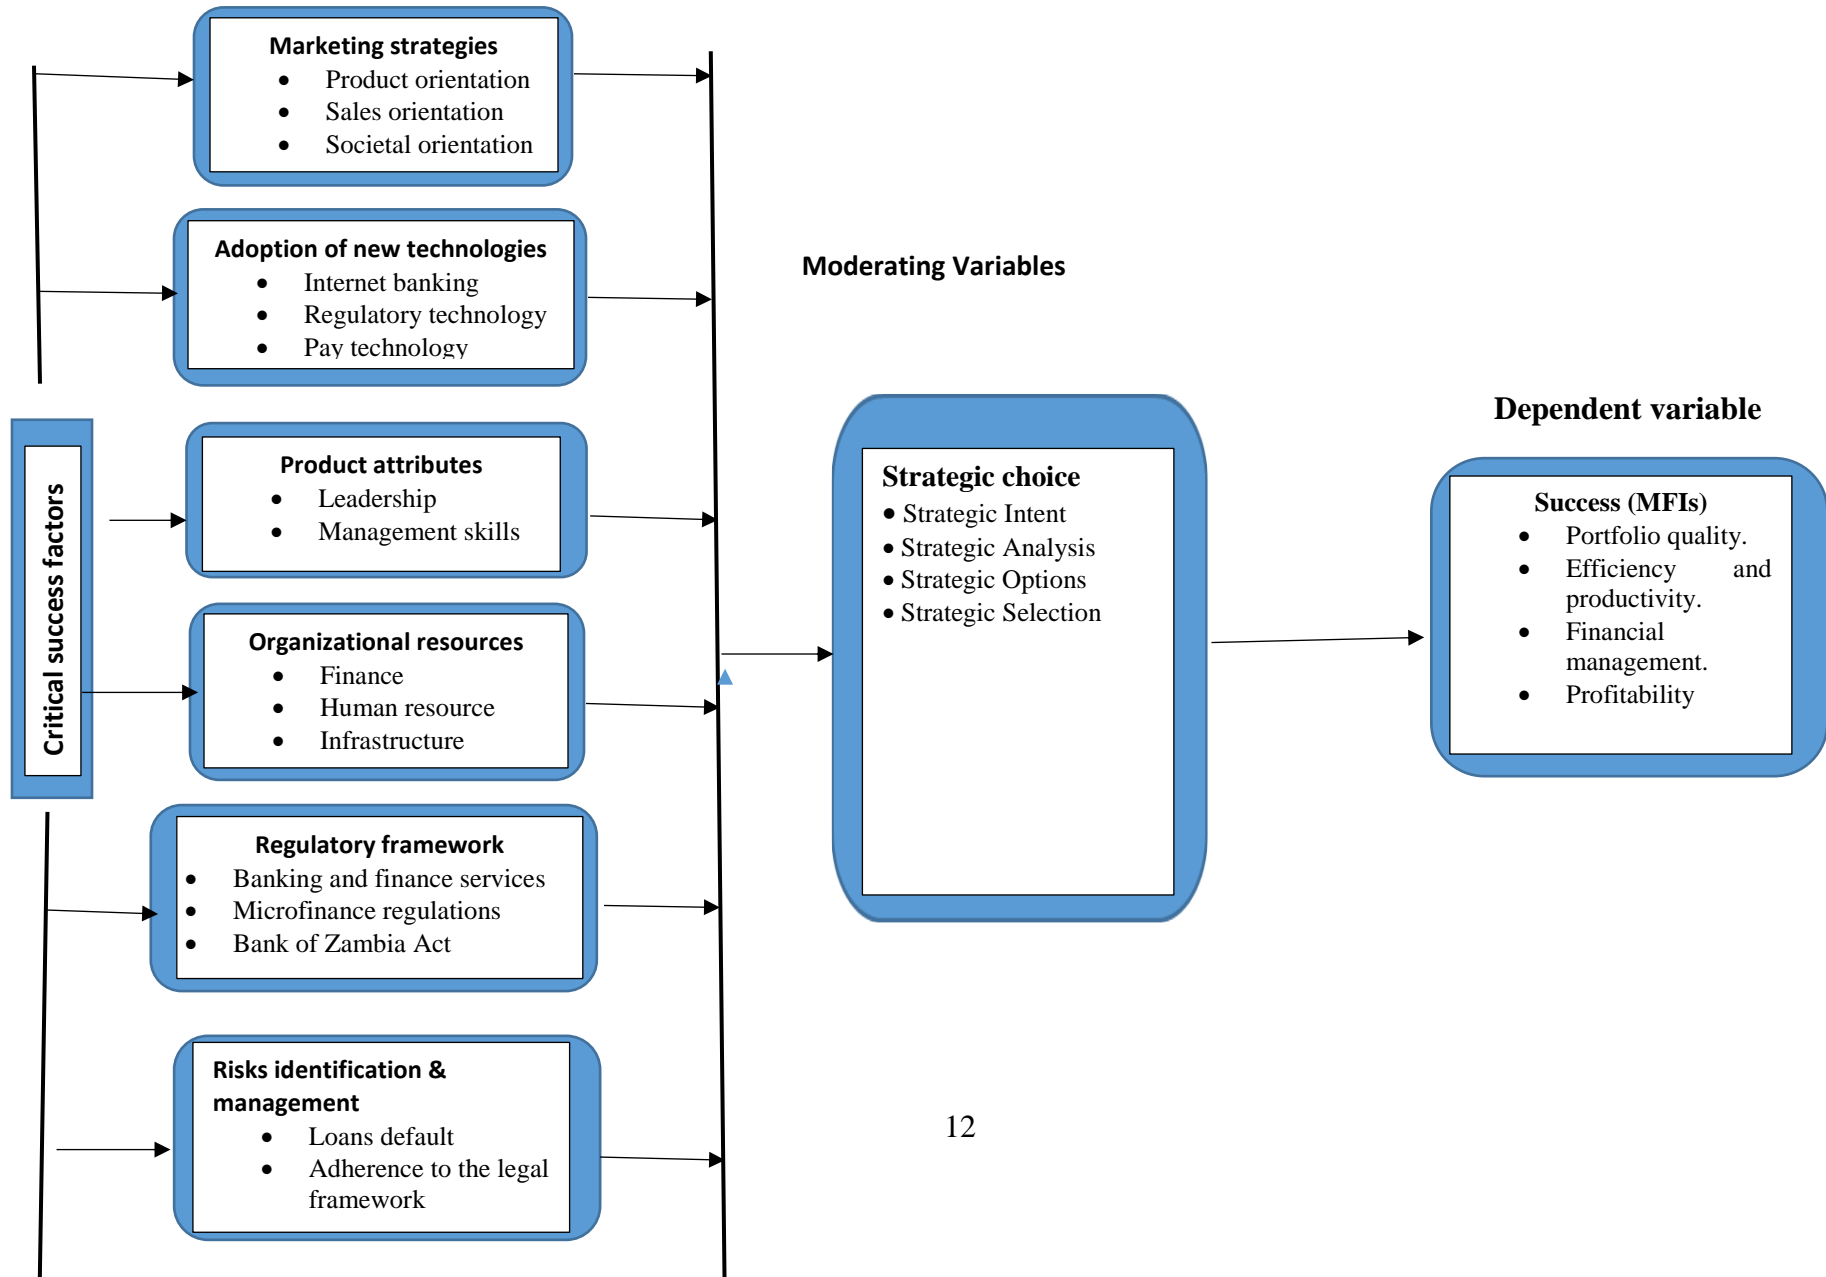 Marketing strategies
• Product orientation
• Sales orientation
• Societal orientation
Adoption of new technologies
• Internet banking
• Regulatory technology
• Pay technology
Critical success factors
Product attributes
• Leadership
• Management skills
Organizational resources
• Finance
• Human resource
• Infrastructure
Regulatory framework
• Banking and finance services
• Microfinance regulations
• Bank of Zambia Act
Risks identification &
management
• Loans default
• Adherence to the legal
framework
Moderating Variables
Strategic choice
• Strategic Intent
• Strategic Analysis
• Strategic Options
• Strategic Selection
Dependent variable
Success (MFIs)
• Portfolio quality.
• Efficiency and
productivity.
• Financial
management.
• Profitability
12